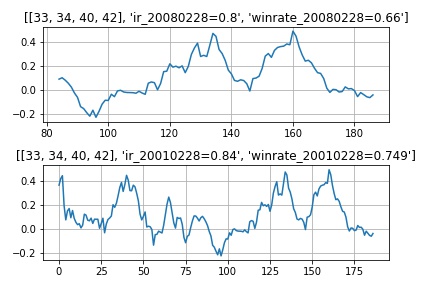 [[33, 34, 40, 42], 'ir_20080228=0.8', 'winrate_20080228=0.66']
0.4
0.2
0.0
−0.2
80 100 120 140 160 180
[[33, 34, 40, 42], 'ir_20010228=0.84', 'winrate_20010228=0.749']
0.4
0.2
0.0
−0.2
0 25 50 75 100 125 150 175